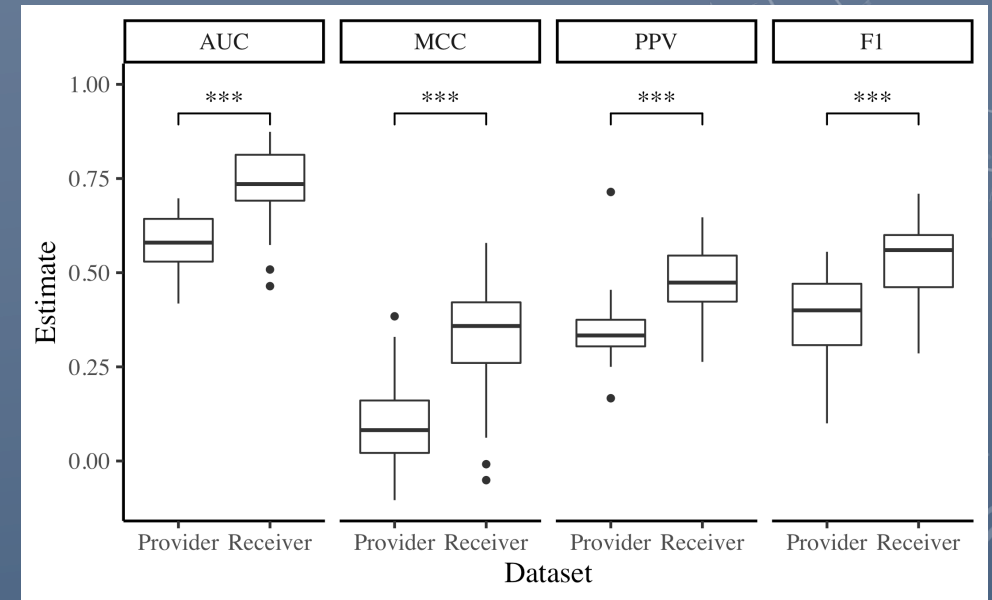 AUC MCC PPV F1
1.00
*** *** *** ***
0.75
0.50
0.25
0.00
Estimate
Provider Receiver Provider Receiver Provider Receiver Provider Receiver
Dataset